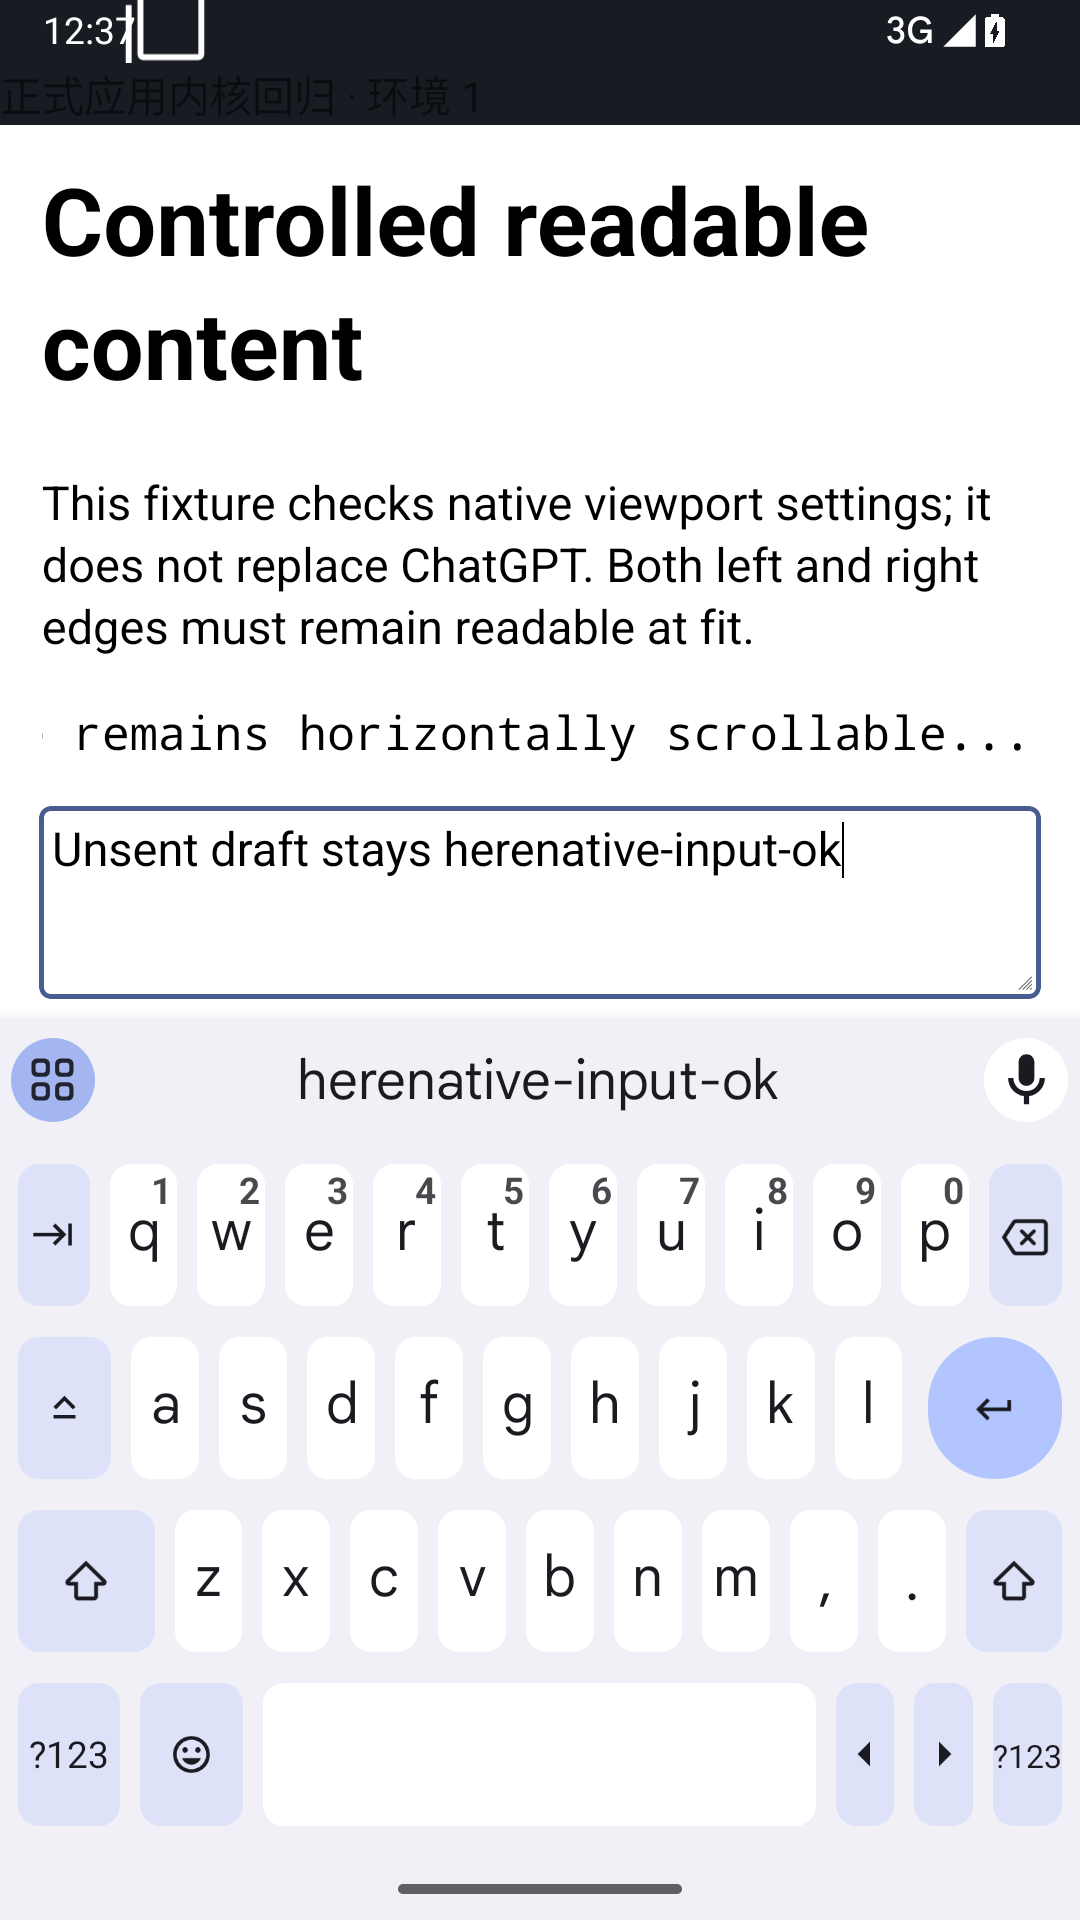 12:37
3G
正式应用内核回归 · 环境 1
Controlled readable
content
This fixture checks native viewport settings; it
does not replace ChatGPT. Both left and right
edges must remain readable at fit.
remains horizontally scrollable...
Unsent draft stays herenative-input-ok
herenative-input-ok
1 2 3 4 5 6 7 8 9 0
q w e r t y u i o p
a s d f g h j k l
z x c v b n m , .
?123 ?123